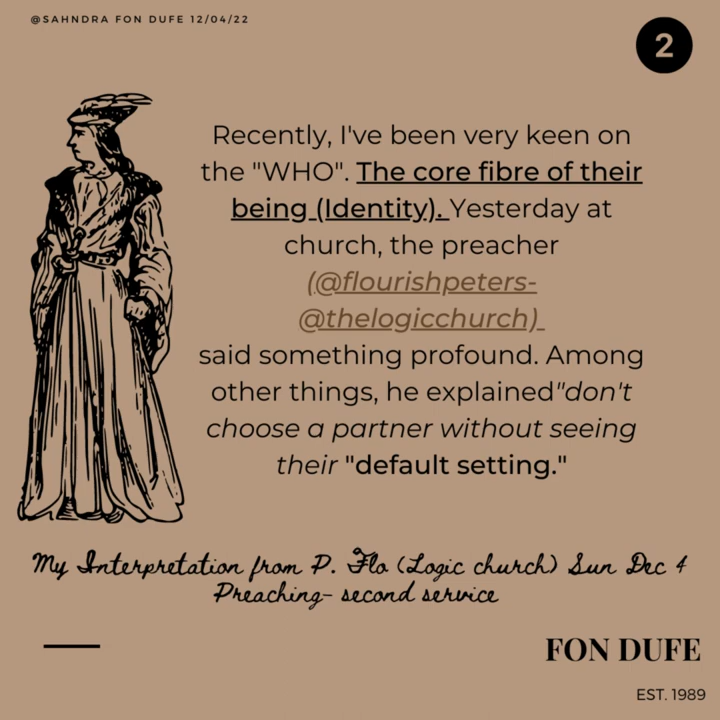 @SAHNDRA FON DUFE 12/04/22
2
Recently, I've been very keen on
the "WHO". The core fibre of their
being (Identity). Yesterday at
church, the preacher
(@flourishpeters-
@thelogicchurch)
said something profound. Among
other things, he explained"don't
choose a partner without seeing
their "default setting."
My Interpretation from P. Flo (Logic church) Sun Dec 4
Preaching- second service
FON DUFE
EST. 1989